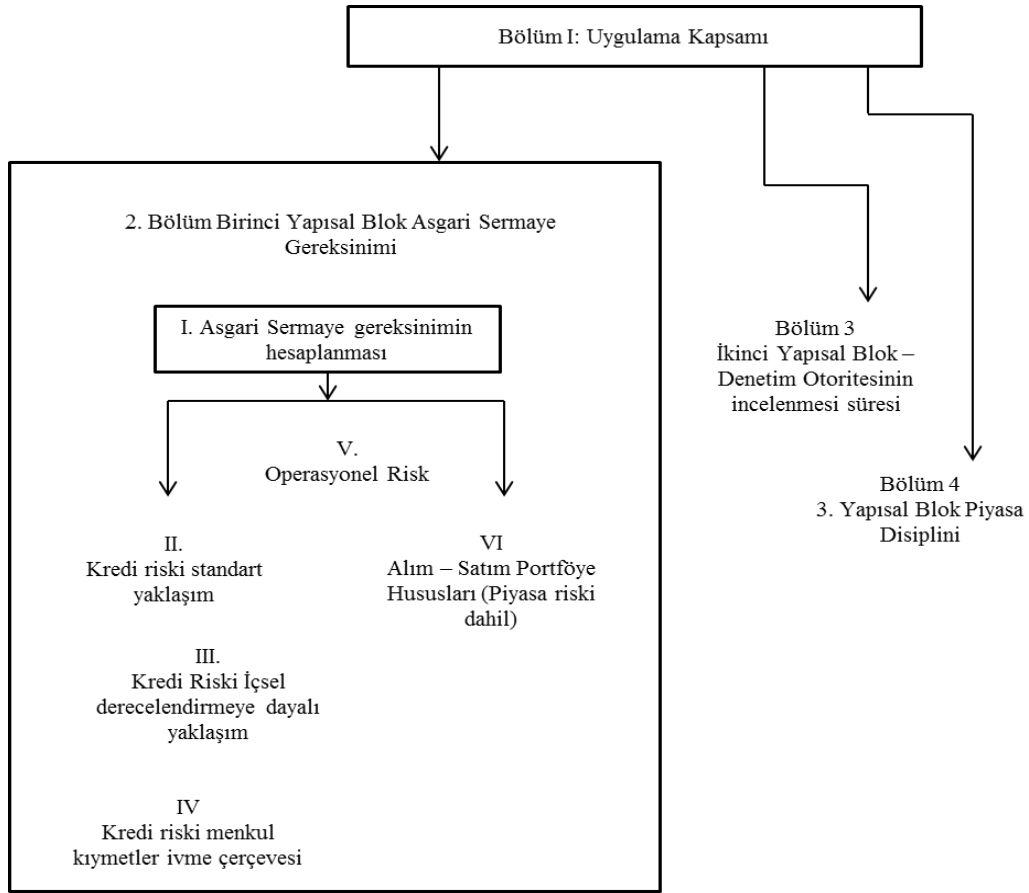 Bölüm I: Uygulama Kapsamı
2. Bölüm Birinci Yapısal Blok Asgari Sermaye
Gereksinimi
I. Asgari Sermaye gereksinimin
hesaplanması
V.
Operasyonel Risk
II.
Kredi riski standart
yaklaşım
VI
Alım – Satım Portföye
Hususları (Piyasa riski
dahil)
III.
Kredi Riski İçsel
derecelendirmeye dayalı
yaklaşım
IV
Kredi riski menkul
kıymetler ivme çerçevesi
Bölüm 3
İkinci Yapısal Blok –
Denetim Otoritesinin
incelenmesi süresi
Bölüm 4
3. Yapısal Blok Piyasa
Disiplini